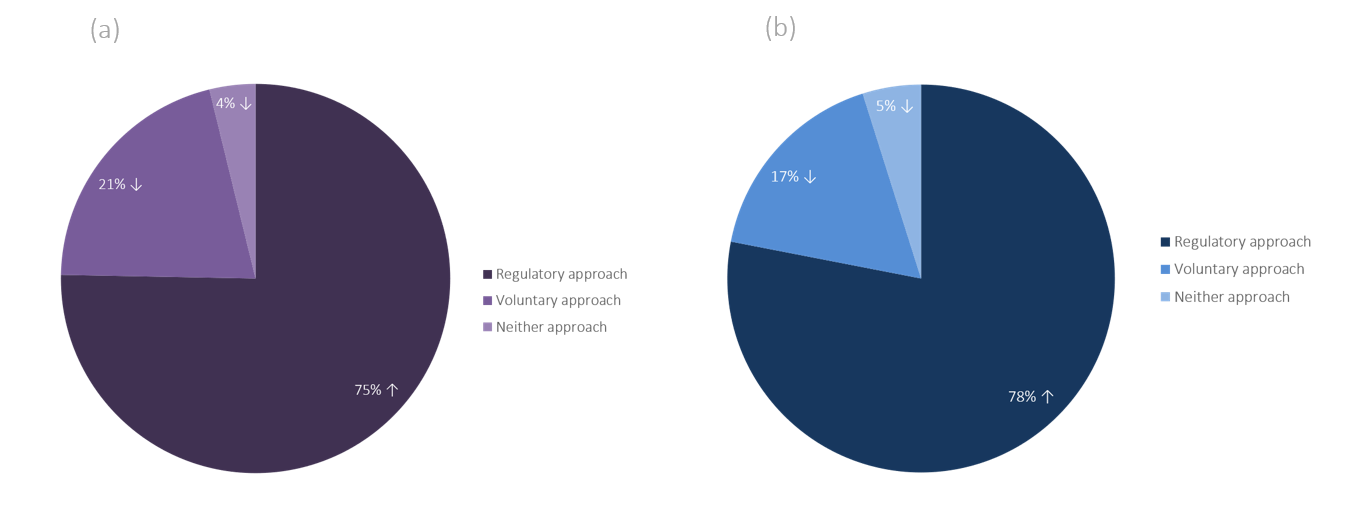 (a)
4% ↓
21% ↓
75% ↑
Regulatory approach
Voluntary approach
Neither approach
(b)
5% ↓
17% ↓
78% ↑
Regulatory approach
Voluntary approach
Neither approach